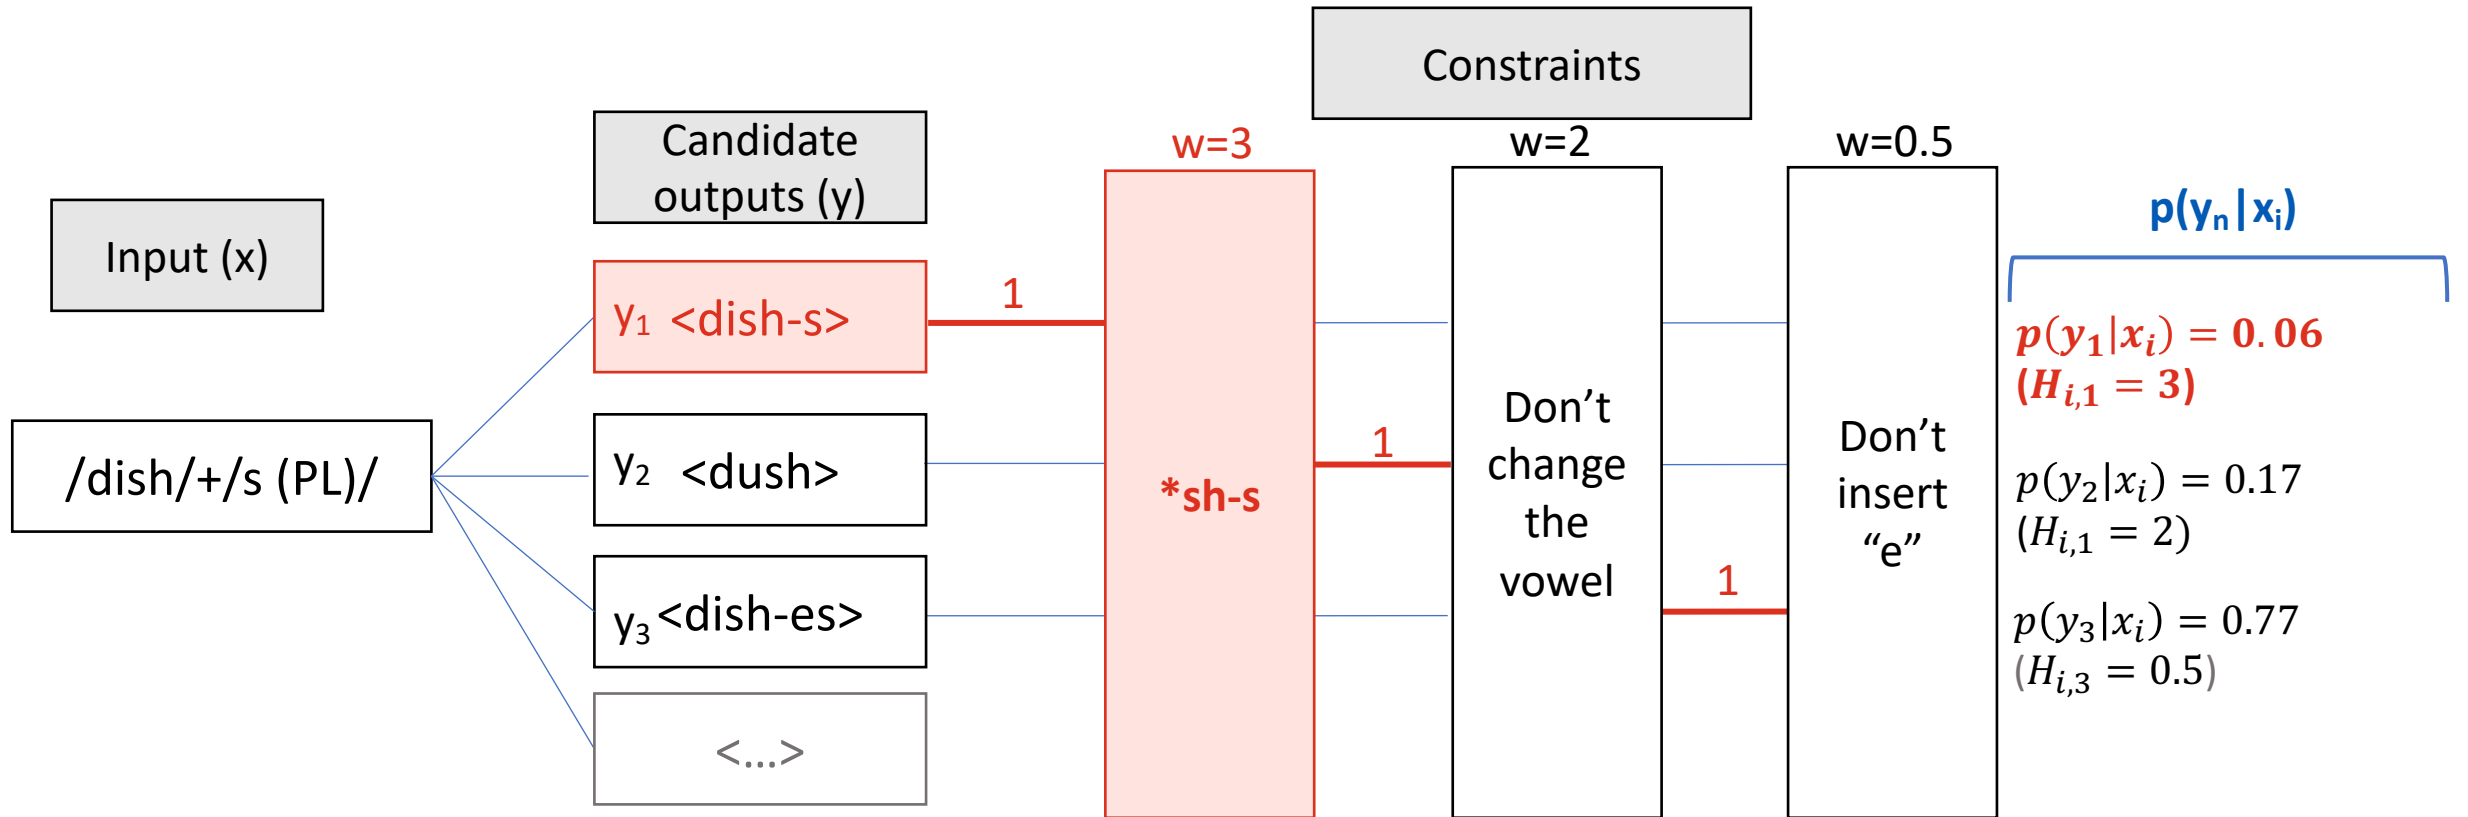 Constraints
Candidate
outputs (y)
Input (x)
w=3
w=2
w=0.5
p(yₙ|xᵢ)
y₁ <dish-s>
1
p(y₁|xᵢ) = 0.06
(Hᵢ,₁ = 3)
/dish/+/s (PL)/
y₂ <dush>
1
*sh-s
Don’t
change
the
vowel
Don’t
insert
“e”
p(y₂|xᵢ) = 0.17
(Hᵢ,₁ = 2)
y₃ <dish-es>
1
p(y₃|xᵢ) = 0.77
(Hᵢ,₃ = 0.5)
<...>